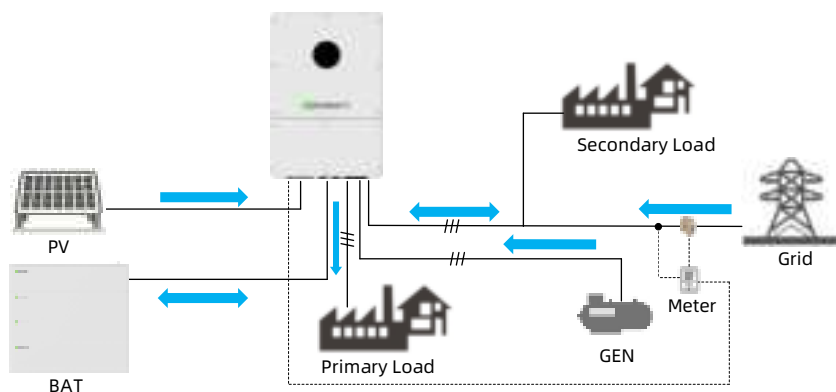 Secondary Load
PV
Grid
Meter
Primary Load
GEN
BAT